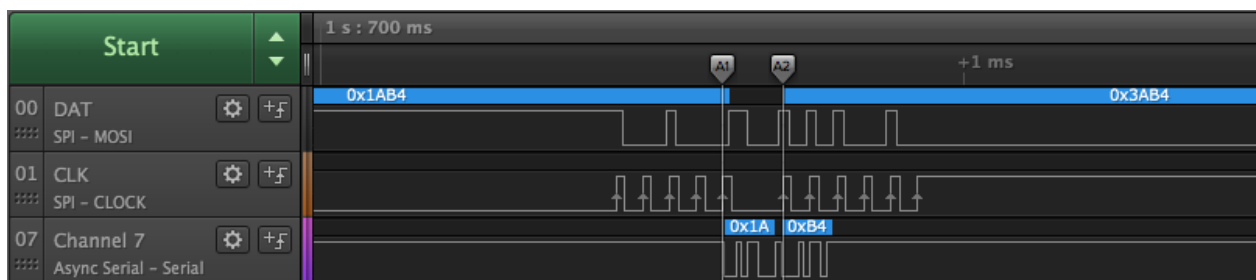 Start
1 s : 700 ms
A1
A2
+1 ms
00 DAT
SPI – MOSI
0x1AB4
0x3AB4
01 CLK
SPI – CLOCK
07 Channel 7
Async Serial – Serial
0x1A
0xB4